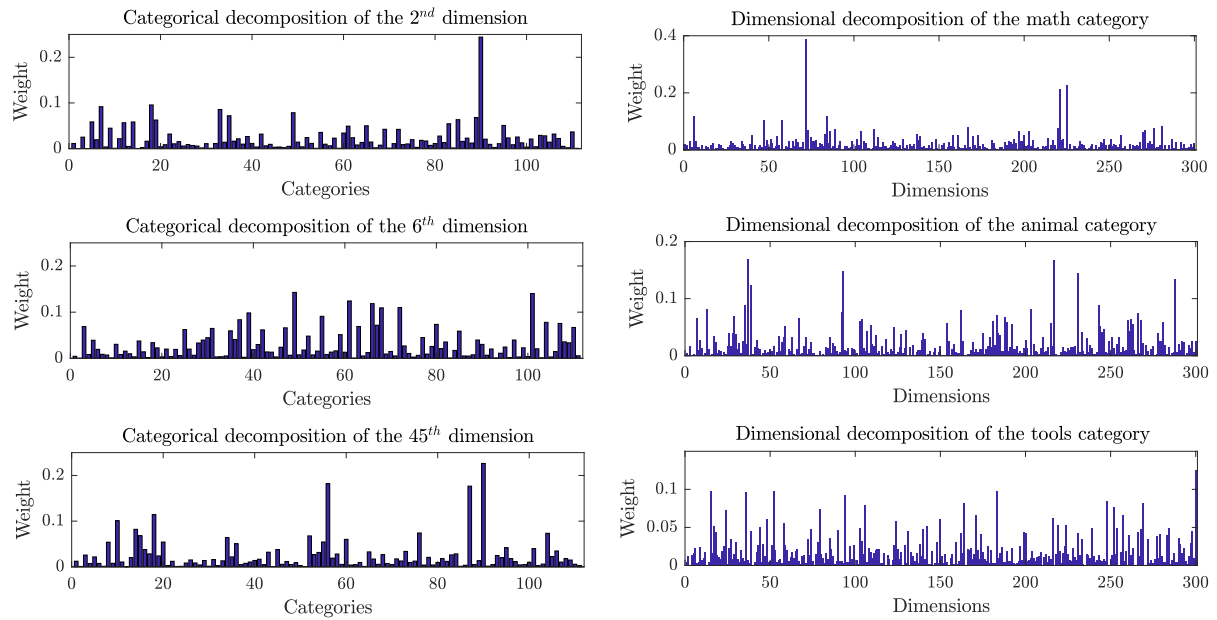 Categorical decomposition of the 2nd dimension
0.2
0.1
0
Weight
0 20 40 60 80 100
Categories
Dimensional decomposition of the math category
0.4
0.2
0
Weight
0 50 100 150 200 250 300
Dimensions
Categorical decomposition of the 6th dimension
0.2
0.1
0
Weight
0 20 40 60 80 100
Categories
Dimensional decomposition of the animal category
0.2
0.1
0
Weight
0 50 100 150 200 250 300
Dimensions
Categorical decomposition of the 45th dimension
0.2
0.1
0
Weight
0 20 40 60 80 100
Categories
Dimensional decomposition of the tools category
0.1
0.05
0
Weight
0 50 100 150 200 250 300
Dimensions